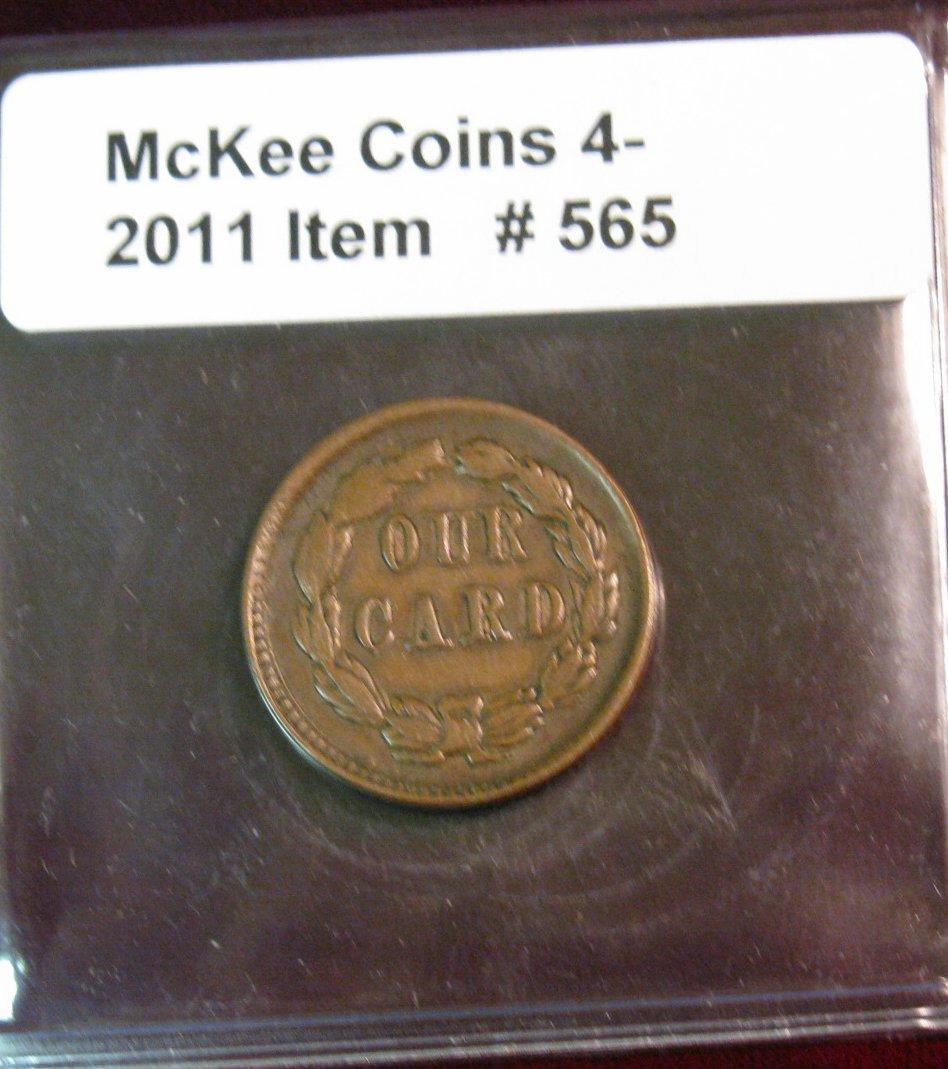 McKee Coins 4-
2011 Item # 565
OUR
CARD